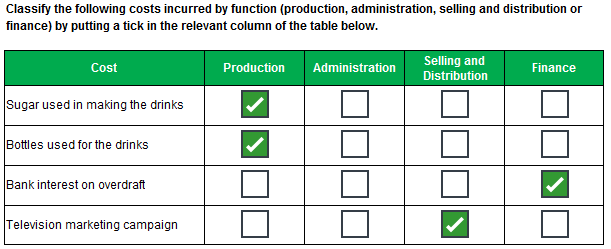 Classify the following costs incurred by function (production, administration, selling and distribution or
finance) by putting a tick in the relevant column of the table below.
Cost Production Administration Selling and Distribution Finance
Sugar used in making the drinks
Bottles used for the drinks
Bank interest on overdraft
Television marketing campaign